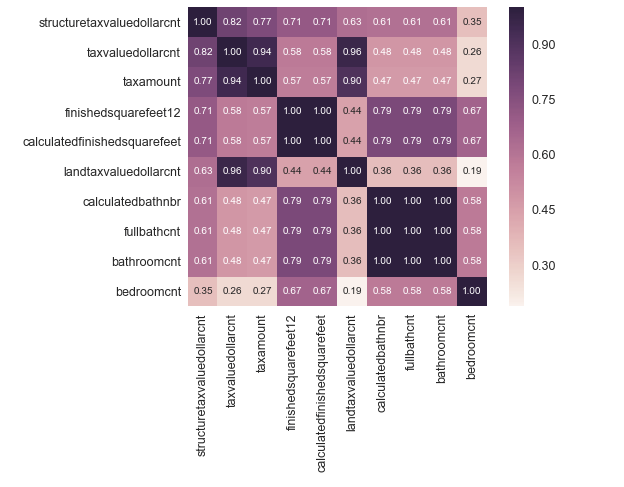 structuretaxvaluedollarcnt 1.00 0.82 0.77 0.71 0.71 0.63 0.61 0.61 0.61 0.35
taxvaluedollarcnt 0.82 1.00 0.94 0.58 0.58 0.96 0.48 0.48 0.48 0.26
taxamount 0.77 0.94 1.00 0.57 0.57 0.90 0.47 0.47 0.47 0.27
finishedsquarefeet12 0.71 0.58 0.57 1.00 1.00 0.44 0.79 0.79 0.79 0.67
calculatedfinishedsquarefeet 0.71 0.58 0.57 1.00 1.00 0.44 0.79 0.79 0.79 0.67
landtaxvaluedollarcnt 0.63 0.96 0.90 0.44 0.44 1.00 0.36 0.36 0.36 0.19
calculatedbathnbr 0.61 0.48 0.47 0.79 0.79 0.36 1.00 1.00 1.00 0.58
fullbathcnt 0.61 0.48 0.47 0.79 0.79 0.36 1.00 1.00 1.00 0.58
bathroomcnt 0.61 0.48 0.47 0.79 0.79 0.36 1.00 1.00 1.00 0.58
bedroomcnt 0.35 0.26 0.27 0.67 0.67 0.19 0.58 0.58 0.58 1.00
structuretaxvaluedollarcnt
taxvaluedollarcnt
taxamount
finishedsquarefeet12
calculatedfinishedsquarefeet
landtaxvaluedollarcnt
calculatedbathnbr
fullbathcnt
bathroomcnt
bedroomcnt
0.90
0.75
0.60
0.45
0.30